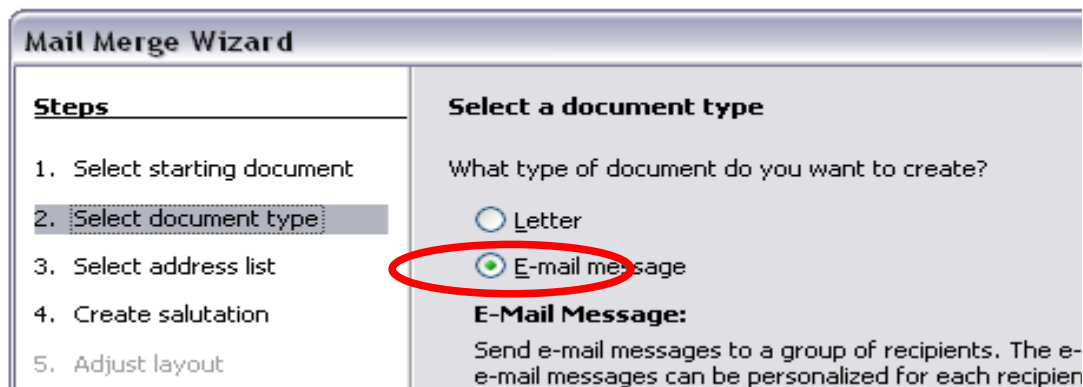 Mail Merge Wizard
Steps
1. Select starting document
2. Select document type
3. Select address list
4. Create salutation
5. Adjust layout
Select a document type
What type of document do you want to create?
Letter
E-mail message
E-Mail Message:
Send e-mail messages to a group of recipients. The e-
e-mail messages can be personalized for each recipien